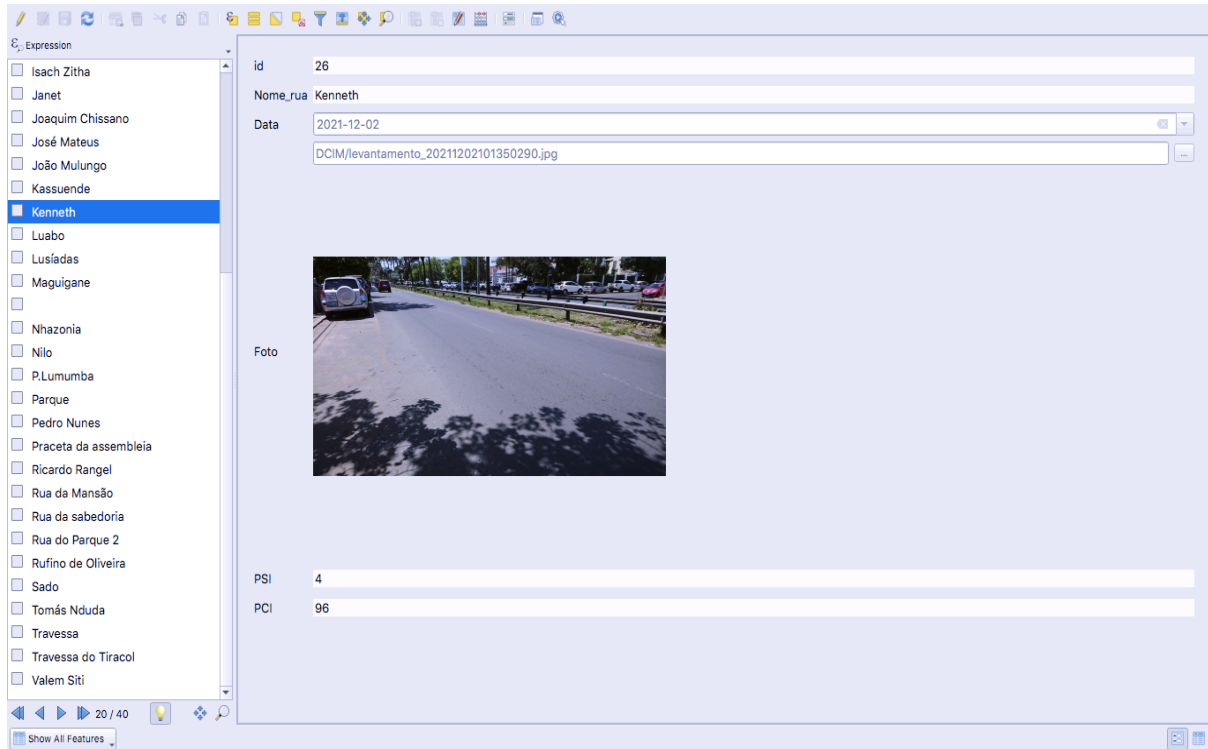 Expression
Isach Zitha
Janet
Joaquim Chissano
José Mateus
João Mulungo
Kassuende
Kenneth
Luabo
Lusíadas
Maguigane
Nhazonia
Nilo
P.Lumumba
Parque
Pedro Nunes
Praceta da assembleia
Ricardo Rangel
Rua da Mansão
Rua da sabedoria
Rua do Parque 2
Rufino de Oliveira
Sado
Tomás Nduda
Travessa
Travessa do Tiracol
Valem Siti
20 / 40
Show All Features
id 26
Nome_rua Kenneth
Data 2021-12-02
DCIM/levantamento_20211202101350290.jpg
...
Foto
PSI 4
PCI 96